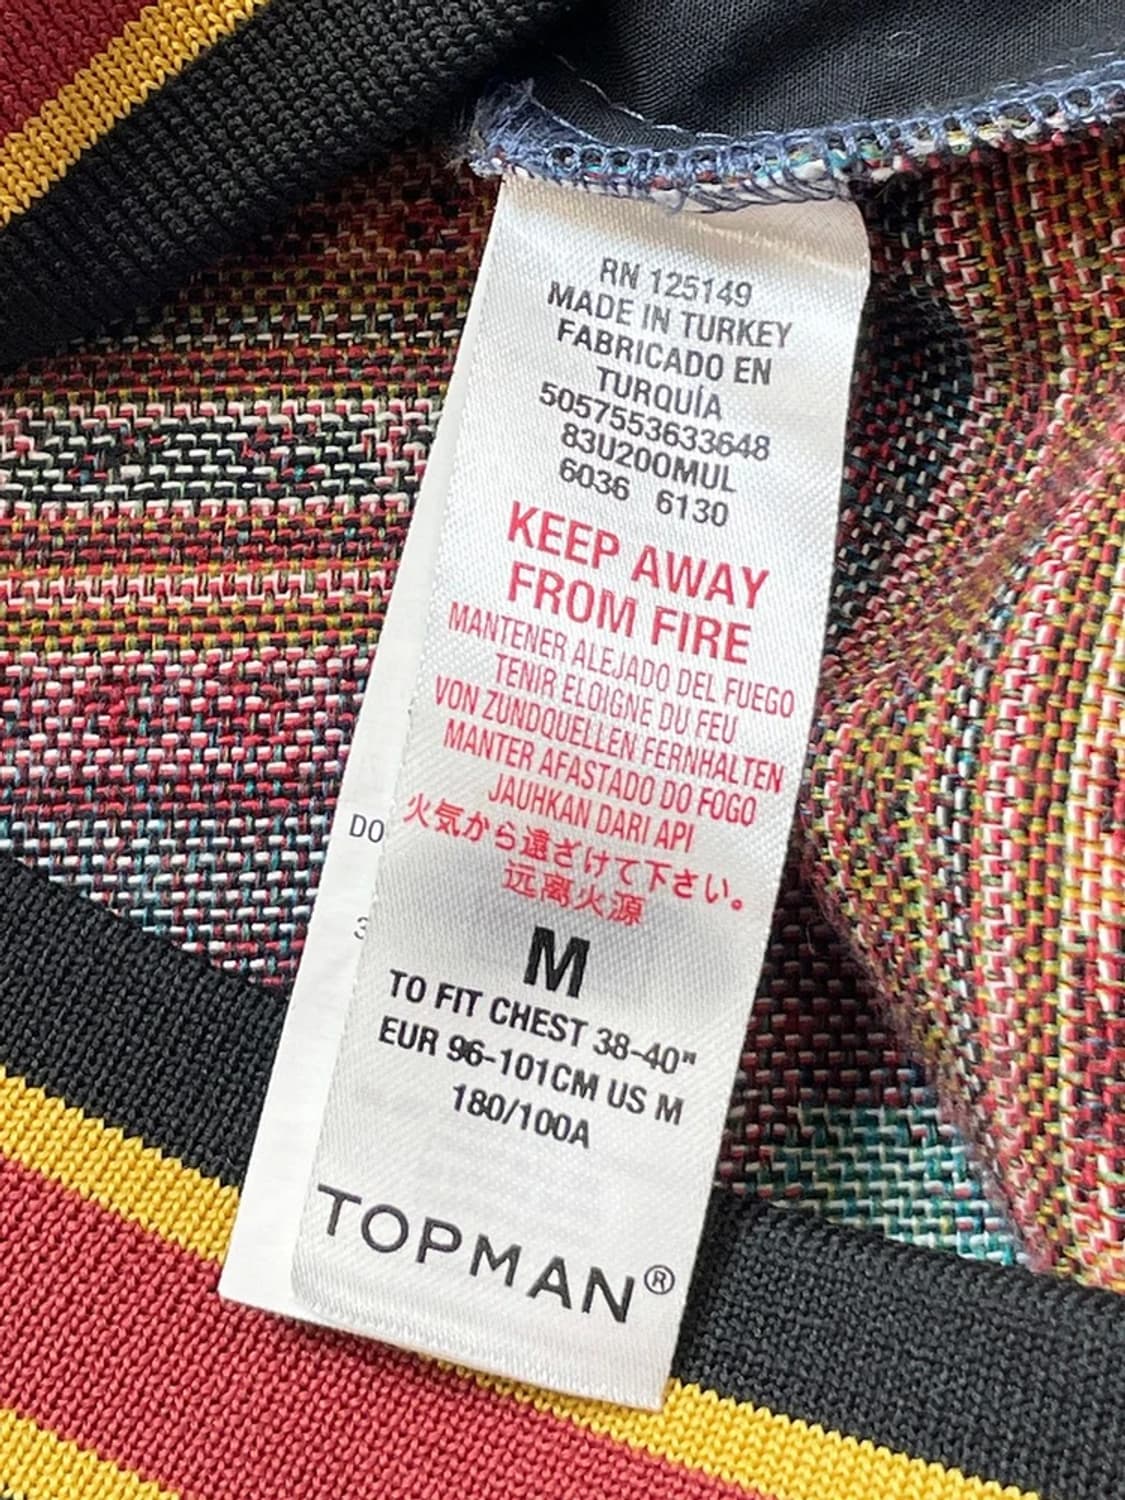 RN 125149
MADE IN TURKEY
FABRICADO EN
TURQUÍA
5057553633648
83U200MUL
6036 6130
KEEP AWAY
FROM FIRE
MANTENER ALEJADO DEL FUEGO
TENIR ELOIGNE DU FEU
VON ZUNDQUELLEN FERNHALTEN
MANTER AFASTADO DO FOGO
JAUHKAN DARI API
火気から遠ざけて下さい。
远离火源
DO
M
TO FIT CHEST 38-40"
EUR 96-101CM US M
180/100A
TOPMAN®